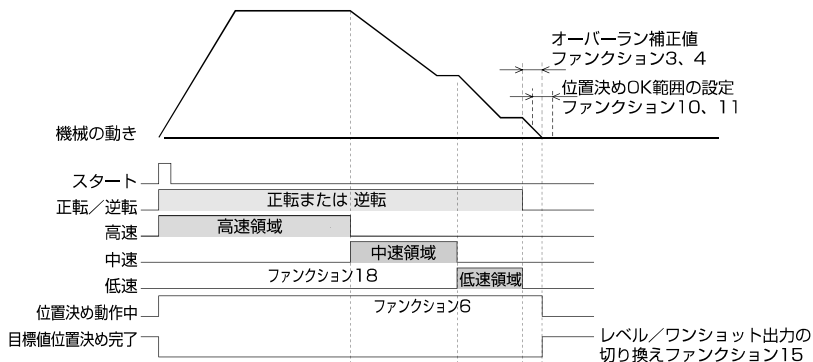 オーバーラン補正値
ファンクション3、4
位置決めOK範囲の設定
ファンクション10、11
機械の動き
スタート
正転／逆転
正転または 逆転
高速
高速領域
中速
中速領域
低速
ファンクション18
低速領域
位置決め動作中
ファンクション6
目標値位置決め完了
レベル／ワンショット出力の
切り換えファンクション15